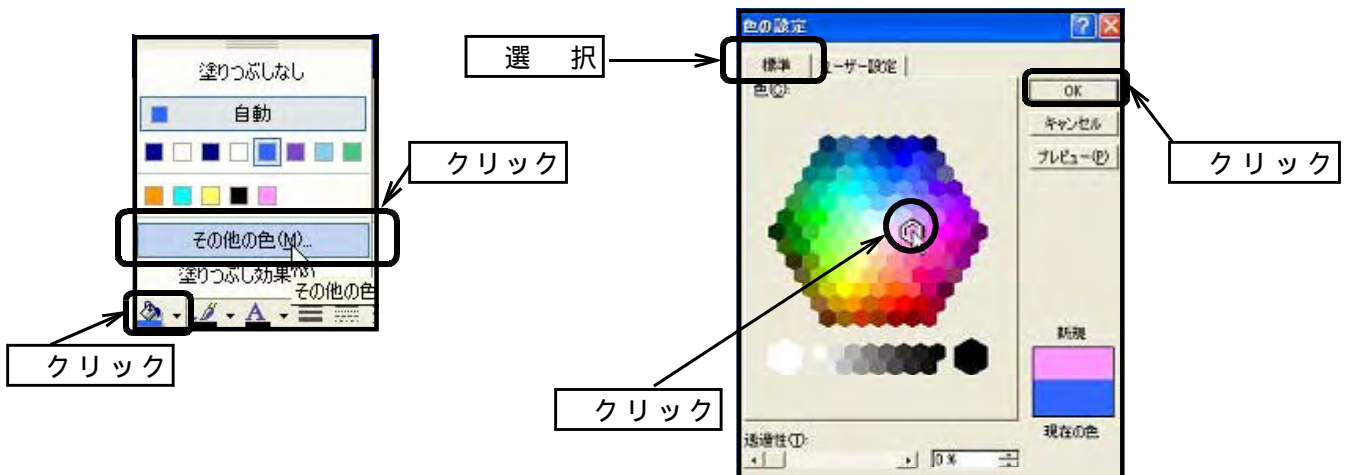 塗りつぶしなし
自動
クリック
その他の色(M)...
塗りつぶし効果(F)...
その他の色
A
クリック
選 択
色の設定
標準
ユーザー設定
色(C):
OK
キャンセル
プレビュー(P)
クリック
クリック
新規
現在の色
透過性(T):
0 %